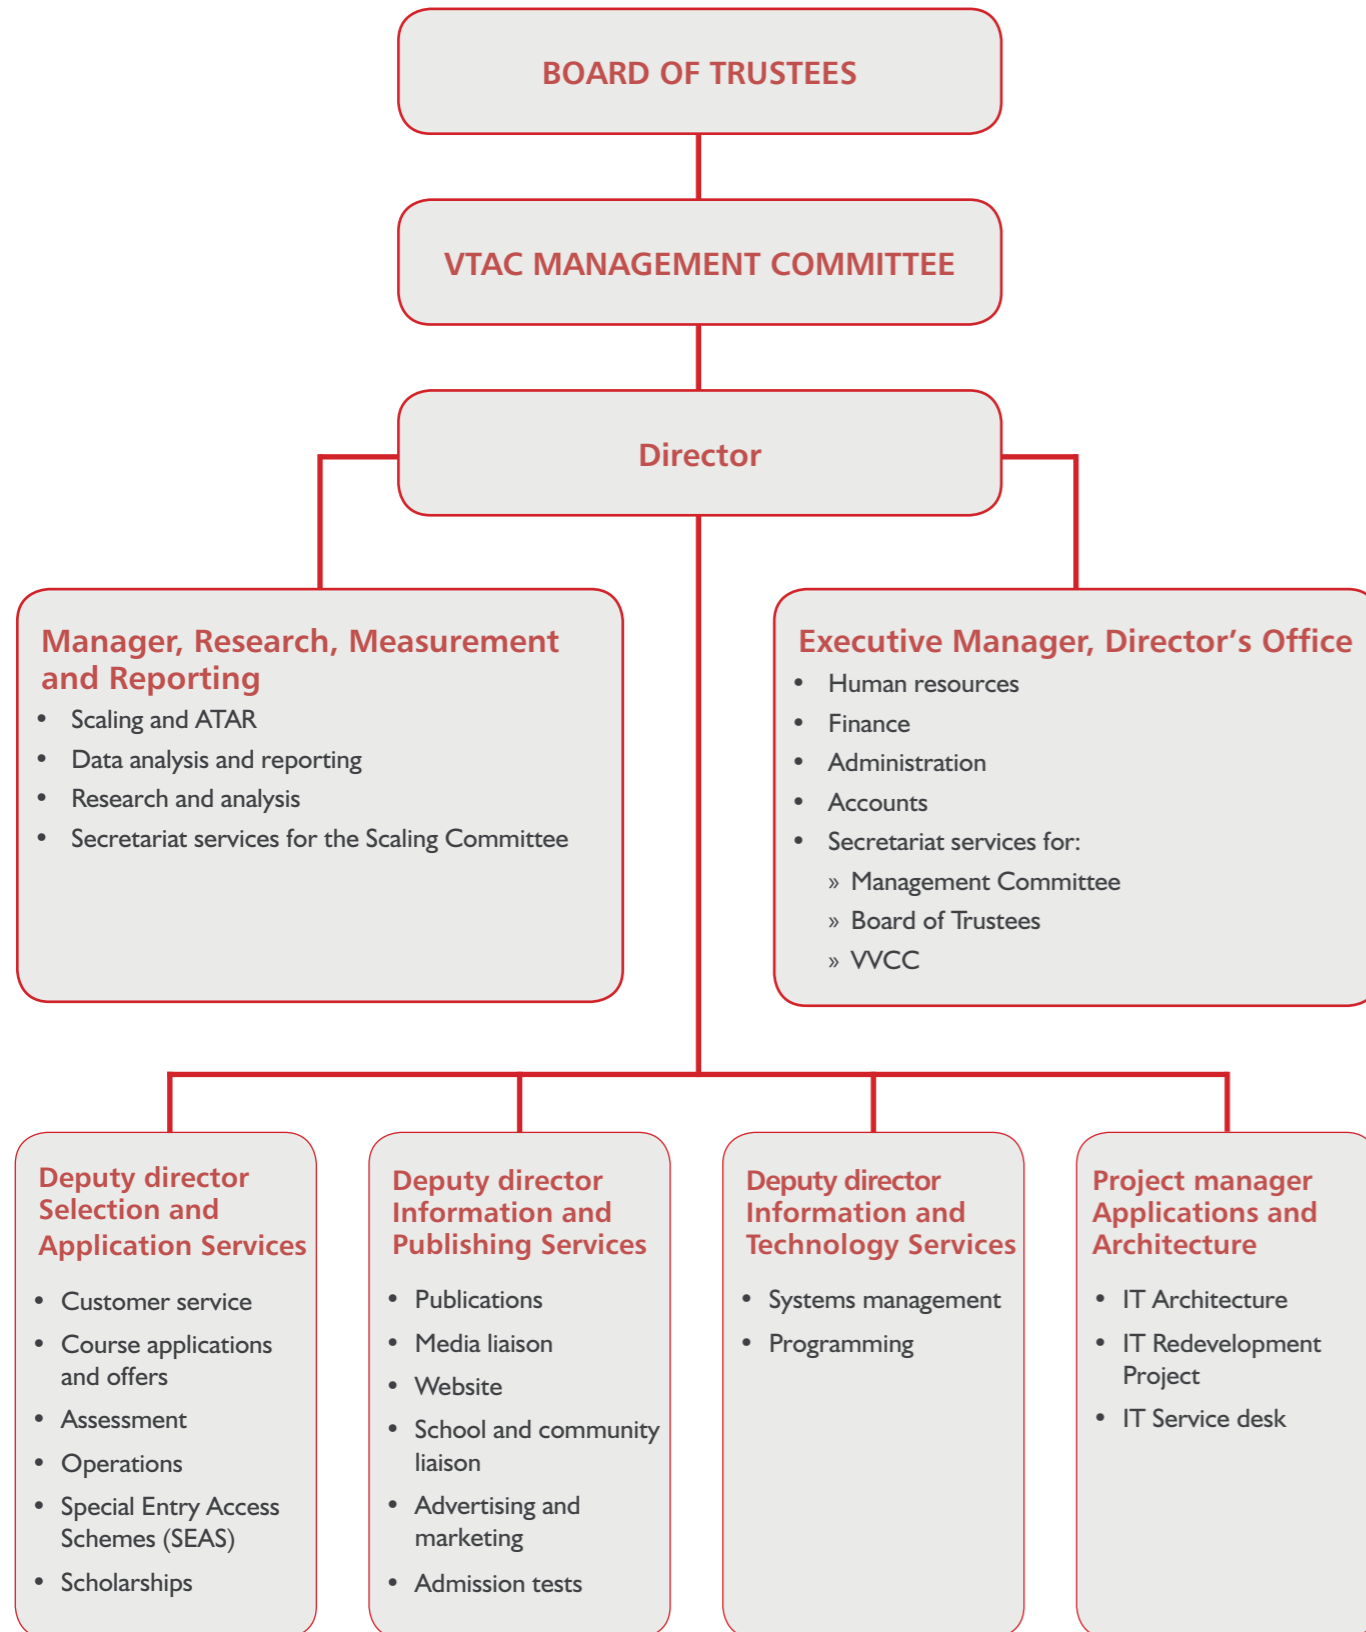 BOARD OF TRUSTEES
VTAC MANAGEMENT COMMITTEE
Director
Manager, Research, Measurement
and Reporting
• Scaling and ATAR
• Data analysis and reporting
• Research and analysis
• Secretariat services for the Scaling Committee
Executive Manager, Director’s Office
• Human resources
• Finance
• Administration
• Accounts
• Secretariat services for:
» Management Committee
» Board of Trustees
» VVCC
Deputy director
Selection and
Application Services
• Customer service
• Course applications
and offers
• Assessment
• Operations
• Special Entry Access
Schemes (SEAS)
• Scholarships
Deputy director
Information and
Publishing Services
• Publications
• Media liaison
• Website
• School and community
liaison
• Advertising and
marketing
• Admission tests
Deputy director
Information and
Technology Services
• Systems management
• Programming
Project manager
Applications and
Architecture
• IT Architecture
• IT Redevelopment
Project
• IT Service desk